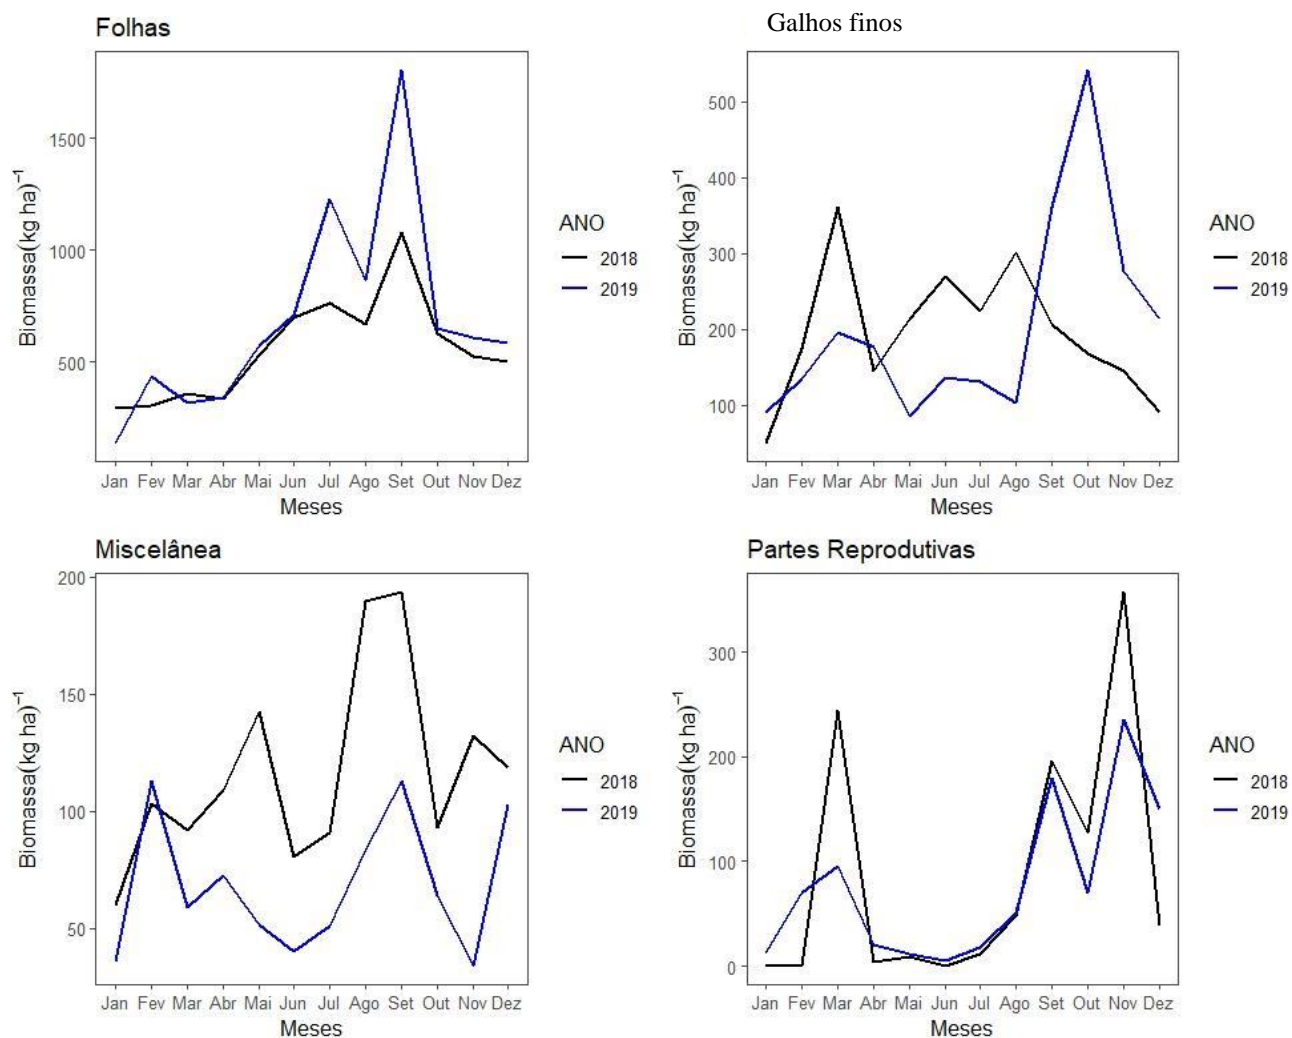 Folhas
Biomassa(kg ha)⁻¹
1500
1000
500
Jan Fev Mar Abr Mai Jun Jul Ago Set Out Nov Dez
Meses
ANO
2018
2019
Galhos finos
Biomassa(kg ha)⁻¹
500
400
300
200
100
Jan Fev Mar Abr Mai Jun Jul Ago Set Out Nov Dez
Meses
ANO
2018
2019
Miscelânea
Biomassa(kg ha)⁻¹
200
150
100
50
Jan Fev Mar Abr Mai Jun Jul Ago Set Out Nov Dez
Meses
ANO
2018
2019
Partes Reprodutivas
Biomassa(kg ha)⁻¹
300
200
100
0
Jan Fev Mar Abr Mai Jun Jul Ago Set Out Nov Dez
Meses
ANO
2018
2019